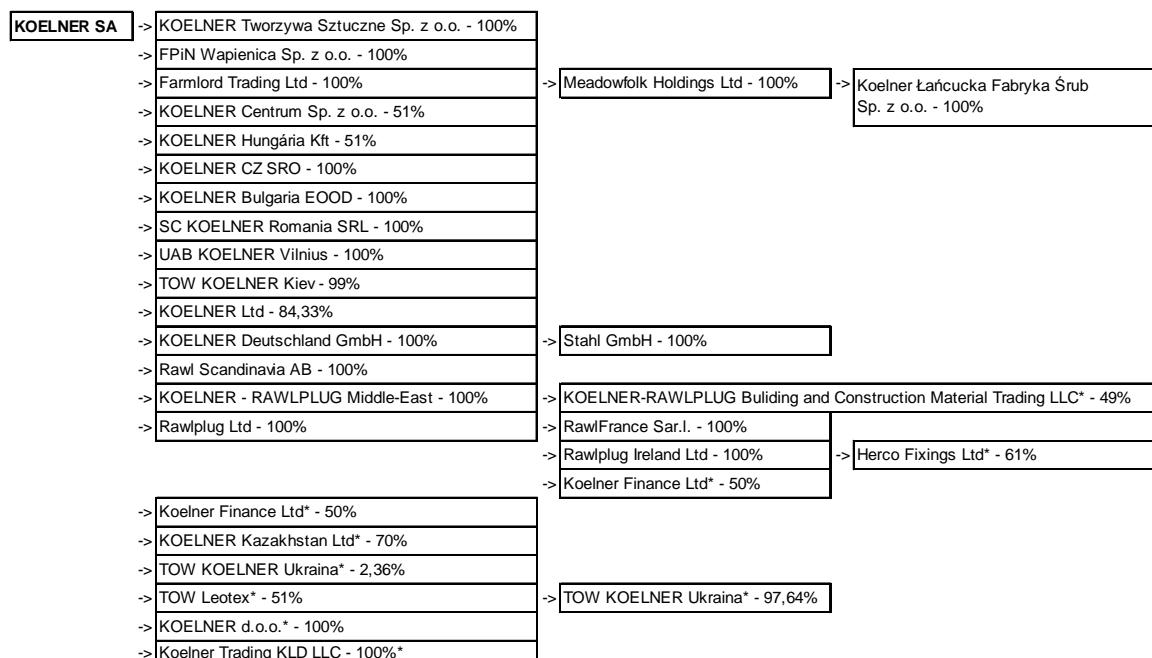 KOELNER SA -> KOELNER Tworzywa Sztuczne Sp. z o.o. - 100%
-> FPiN Wapienica Sp. z o.o. - 100%
-> Farmlord Trading Ltd - 100% -> Meadowfolk Holdings Ltd - 100% -> Koelner Łańcucka Fabryka Śrub
Sp. z o.o. - 100%
-> KOELNER Centrum Sp. z o.o. - 51%
-> KOELNER Hungária Kft - 51%
-> KOELNER CZ SRO - 100%
-> KOELNER Bulgaria EOOD - 100%
-> SC KOELNER Romania SRL - 100%
-> UAB KOELNER Vilnius - 100%
-> TOW KOELNER Kiev - 99%
-> KOELNER Ltd - 84,33%
-> KOELNER Deutschland GmbH - 100% -> Stahl GmbH - 100%
-> Rawl Scandinavia AB - 100%
-> KOELNER - RAWLPLUG Middle-East - 100% -> KOELNER-RAWLPLUG Buliding and Construction Material Trading LLC* - 49%
-> Rawlplug Ltd - 100% -> RawlFrance Sar.l. - 100%
-> Rawlplug Ireland Ltd - 100% -> Herco Fixings Ltd* - 61%
-> Koelner Finance Ltd* - 50%
-> Koelner Finance Ltd* - 50%
-> KOELNER Kazakhstan Ltd* - 70%
-> TOW KOELNER Ukraina* - 2,36%
-> TOW Leotex* - 51% -> TOW KOELNER Ukraina* - 97,64%
-> KOELNER d.o.o.* - 100%
-> Koelner Trading KLD LLC - 100%*